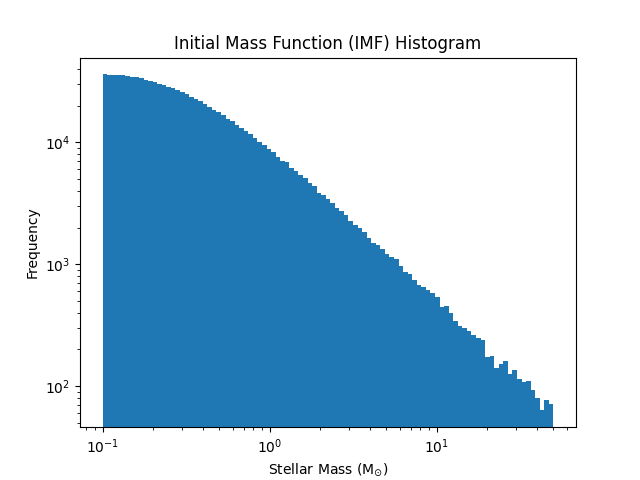 Initial Mass Function (IMF) Histogram
Frequency
10⁴
10³
10²
10⁻¹
10⁰
10¹
Stellar Mass (M☉)